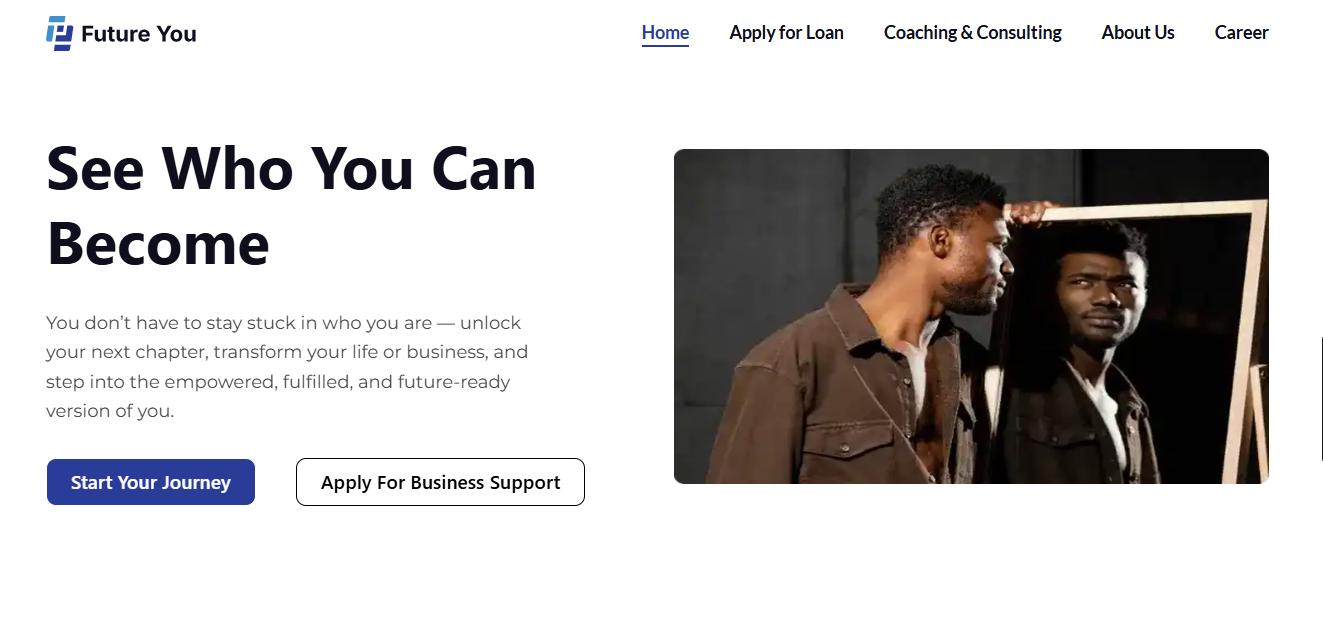 Future You
Home
Apply for Loan
Coaching & Consulting
About Us
Career
See Who You Can
Become
You don’t have to stay stuck in who you are — unlock
your next chapter, transform your life or business, and
step into the empowered, fulfilled, and future-ready
version of you.
Start Your Journey
Apply For Business Support